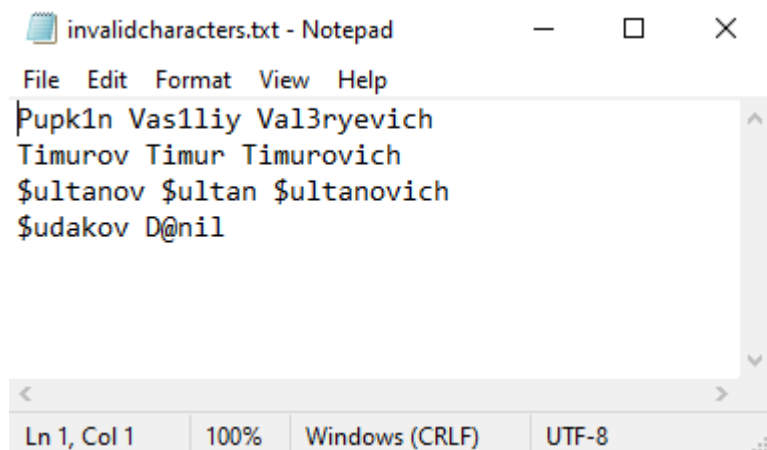 invalidcharacters.txt - Notepad
File Edit Format View Help
Pupk1n Vas1liy Val3ryevich
Timurov Timur Timurovich
$ultanov $ultan $ultanovich
$udakov D@nil
Ln 1, Col 1 100% Windows (CRLF) UTF-8